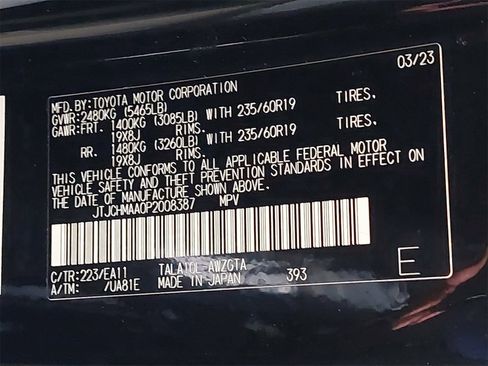 03/23
MFD. BY:TOYOTA MOTOR CORPORATION
GVWR:2480KG (5465LB)
GAWR:FRT. 1400KG (3085LB) WITH 235/60R19 TIRES.
19X8J RIMS.
RR. 1480KG (3260LB) WITH 235/60R19 TIRES.
19X8J RIMS.
THIS VEHICLE CONFORMS TO ALL APPLICABLE FEDERAL MOTOR
VEHICLE SAFETY AND THEFT PREVENTION STANDARDS IN EFFECT ON
THE DATE OF MANUFACTURE SHOWN ABOVE.
JTJCHMAA0P2008387 MPV
C/TR:223/EA11 TALA10L-AWZGTA
A/TM: /UA81E MADE IN JAPAN 393
E